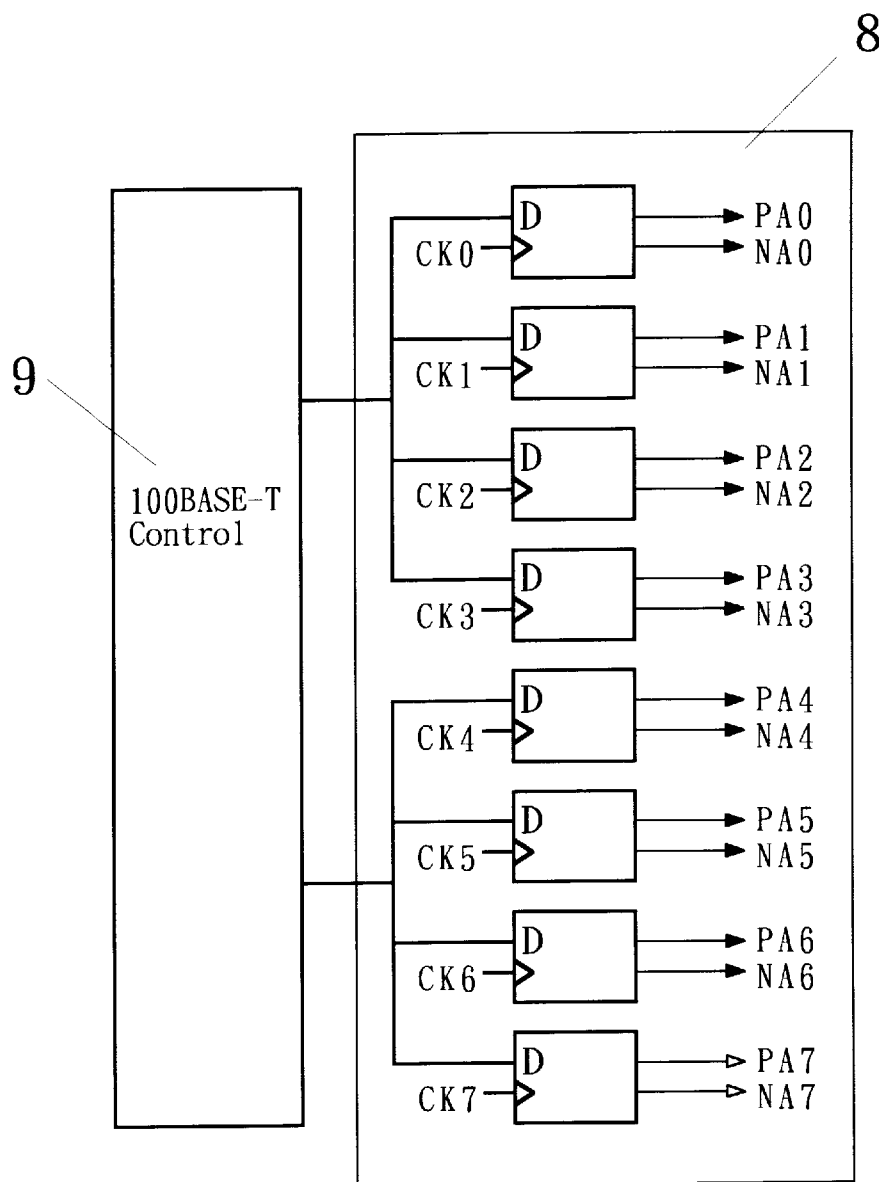 8
D
PA0
CK0
NA0
D
PA1
CK1
NA1
9
D
PA2
CK2
NA2
100BASE-T
Control
D
PA3
CK3
NA3
D
PA4
CK4
NA4
D
PA5
CK5
NA5
D
PA6
CK6
NA6
D
PA7
CK7
NA7